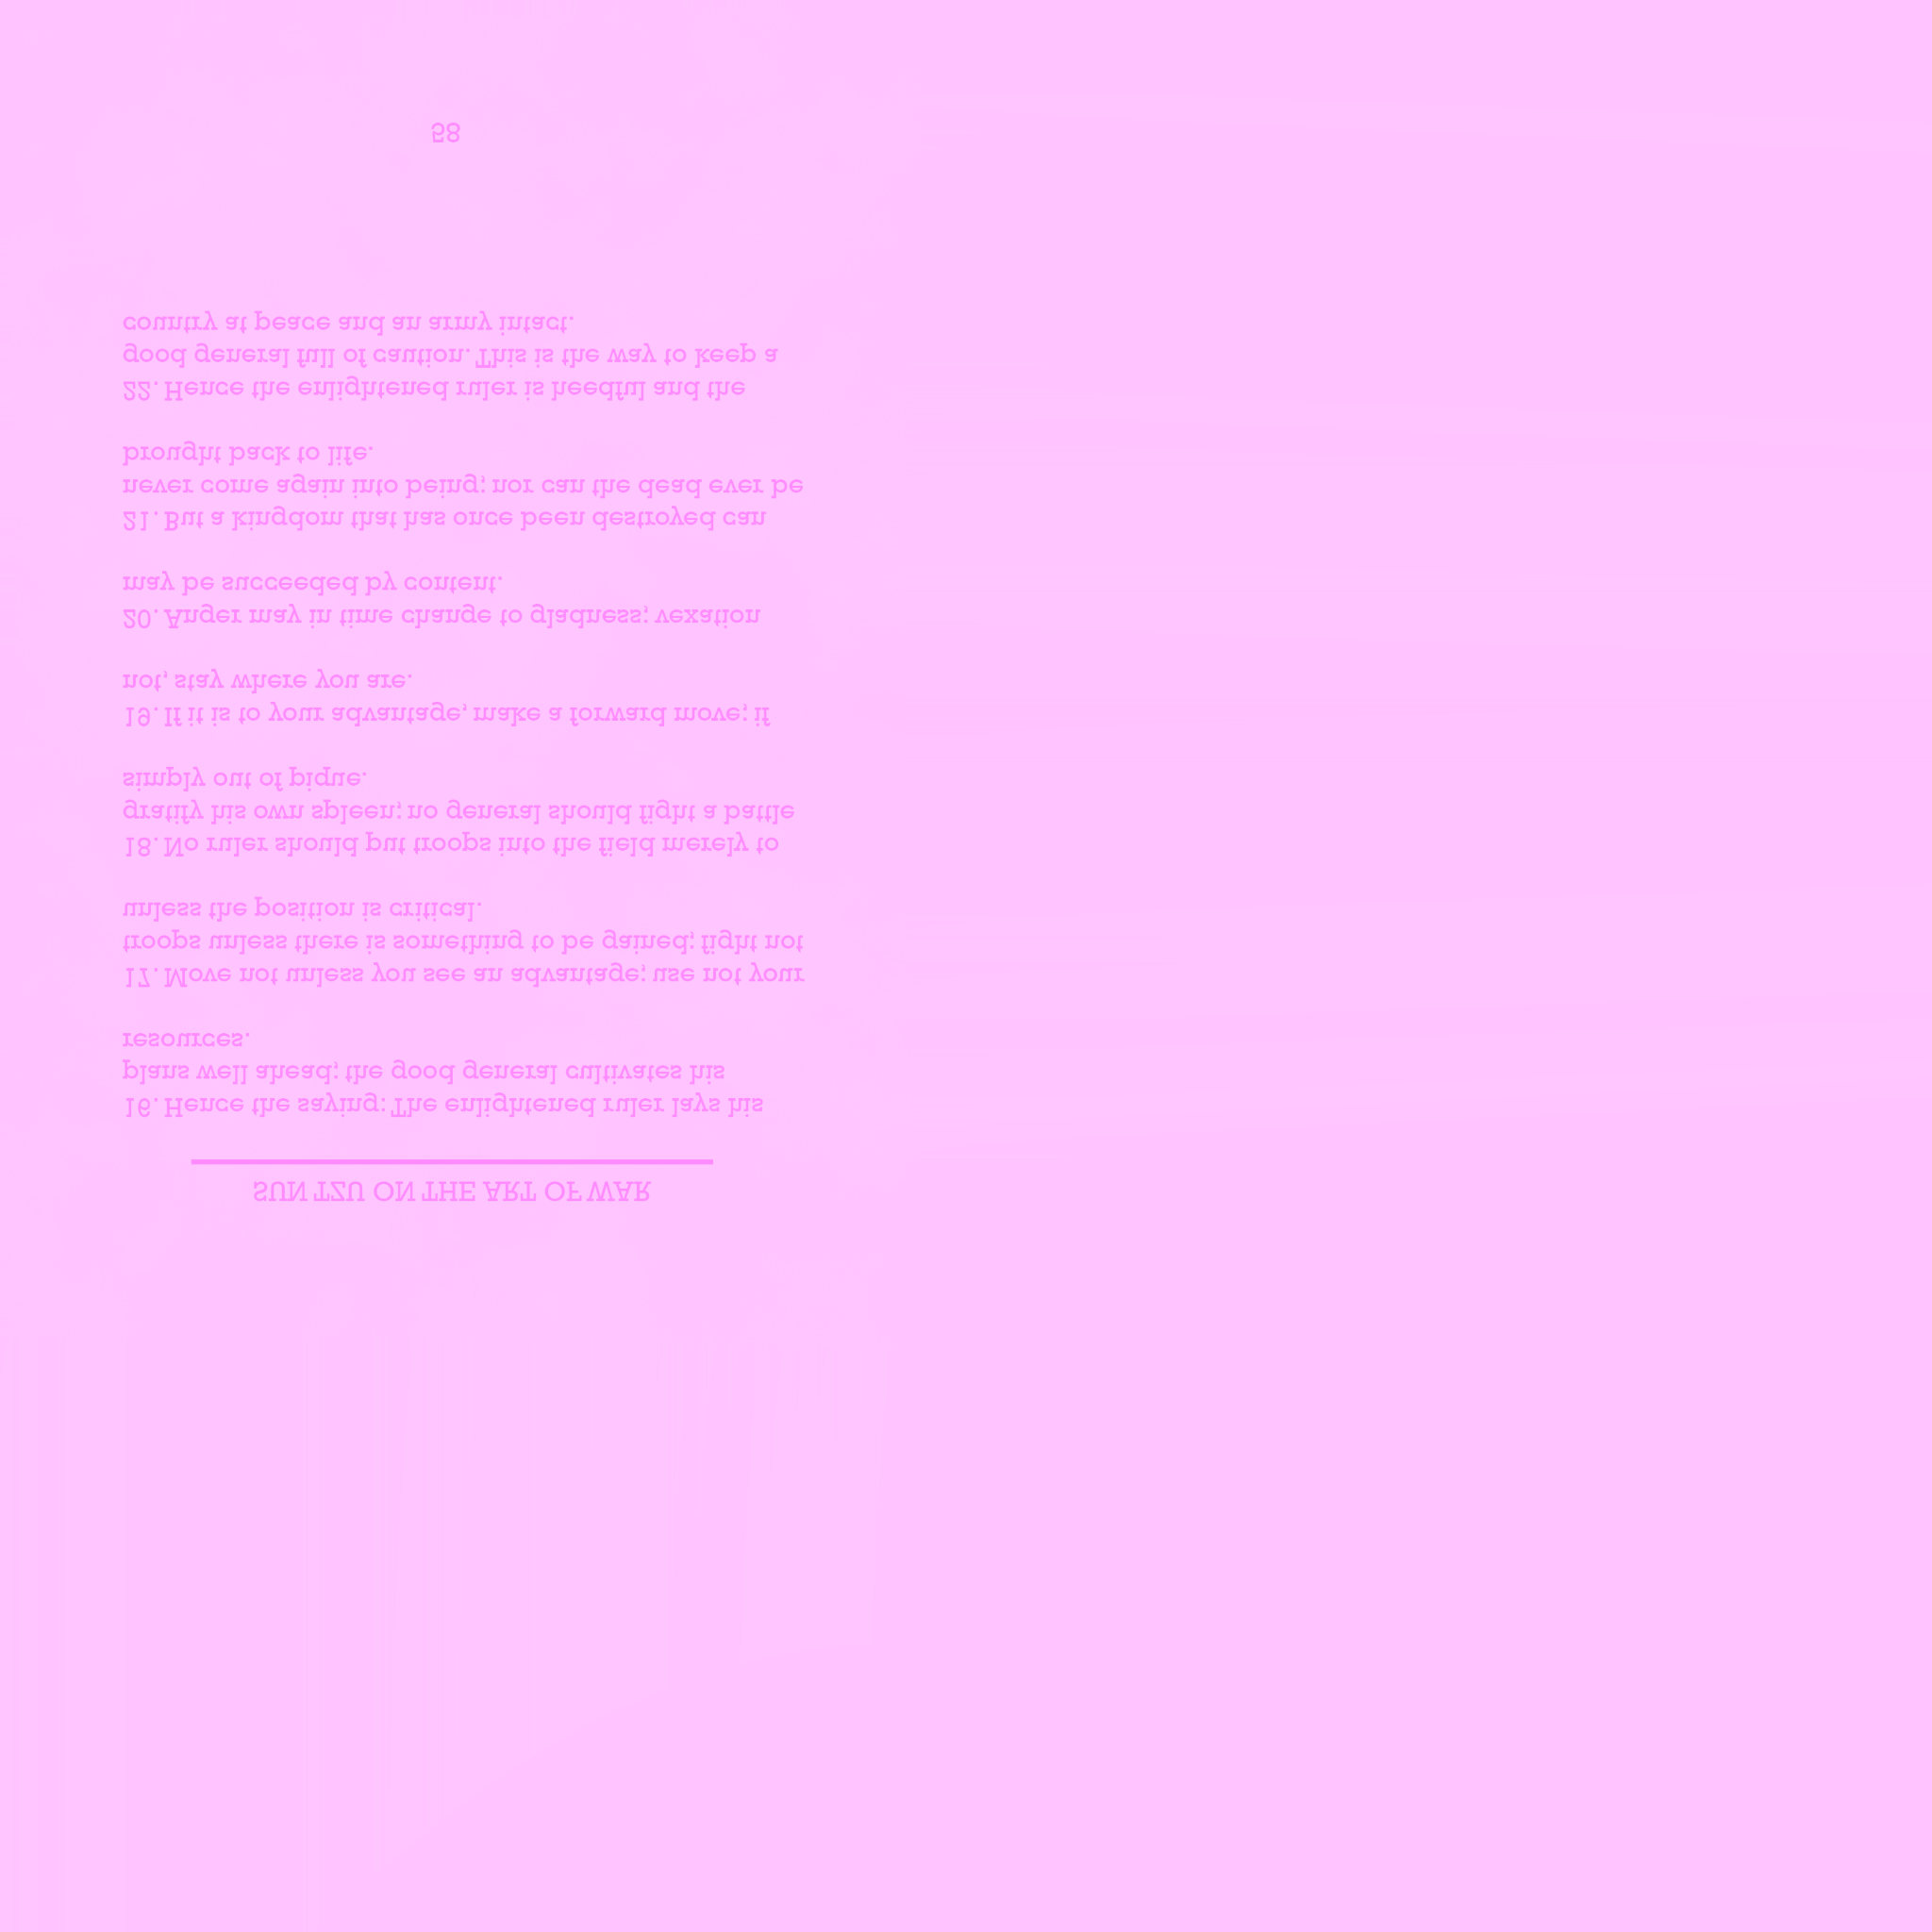 SUN TZU ON THE ART OF WAR
16. Hence the saying: The enlightened ruler lays his
plans well ahead; the good general cultivates his
resources.
17. Move not unless you see an advantage; use not your
troops unless there is something to be gained; fight not
unless the position is critical.
18. No ruler should put troops into the field merely to
gratify his own spleen; no general should fight a battle
simply out of pique.
19. If it is to your advantage, make a forward move; if
not, stay where you are.
20. Anger may in time change to gladness; vexation
may be succeeded by content.
21. But a kingdom that has once been destroyed can
never come again into being; nor can the dead ever be
brought back to life.
22. Hence the enlightened ruler is heedful and the
good general full of caution. This is the way to keep a
country at peace and an army intact.
58